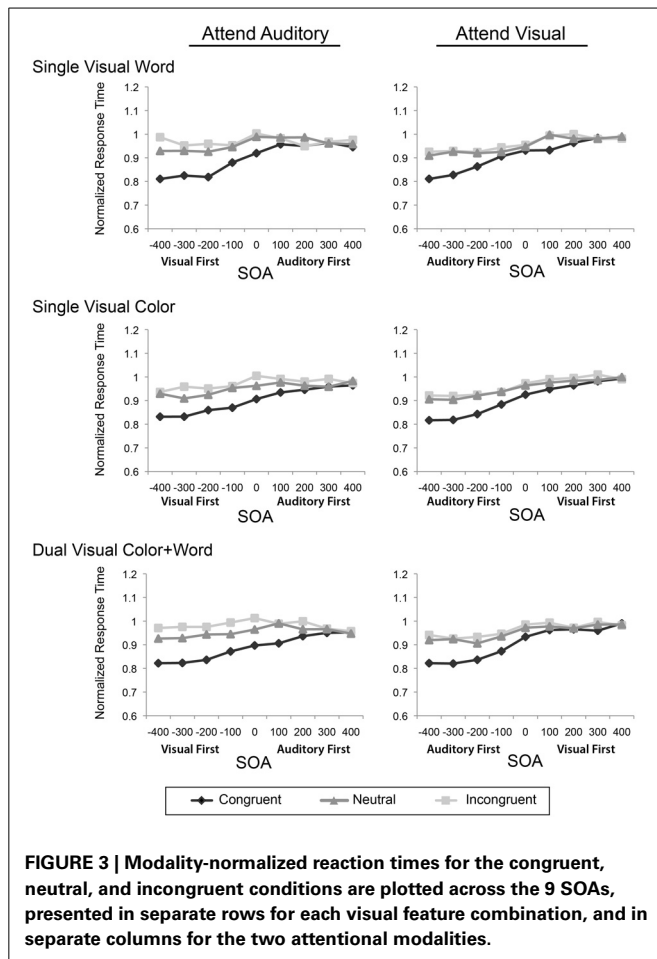 Attend Auditory Attend Visual
Single Visual Word
Normalized Response Time
1.2
1.1
1
0.9
0.8
0.7
0.6
-400 -300 -200 -100 0 100 200 300 400
Visual First Auditory First
SOA
Normalized Response Time
1.2
1.1
1
0.9
0.8
0.7
0.6
-400 -300 -200 -100 0 100 200 300 400
Auditory First Visual First
SOA
Single Visual Color
Normalized Response Time
1.2
1.1
1
0.9
0.8
0.7
0.6
-400 -300 -200 -100 0 100 200 300 400
Visual First Auditory First
SOA
Normalized Response Time
1.2
1.1
1
0.9
0.8
0.7
0.6
-400 -300 -200 -100 0 100 200 300 400
Auditory First Visual First
SOA
Dual Visual Color+Word
Normalized Response Time
1.2
1.1
1
0.9
0.8
0.7
0.6
-400 -300 -200 -100 0 100 200 300 400
Visual First Auditory First
SOA
Normalized Response Time
1.2
1.1
1
0.9
0.8
0.7
0.6
-400 -300 -200 -100 0 100 200 300 400
Auditory First Visual First
SOA
Congruent Neutral Incongruent
FIGURE 3 | Modality-normalized reaction times for the congruent,
neutral, and incongruent conditions are plotted across the 9 SOAs,
presented in separate rows for each visual feature combination, and in
separate columns for the two attentional modalities.